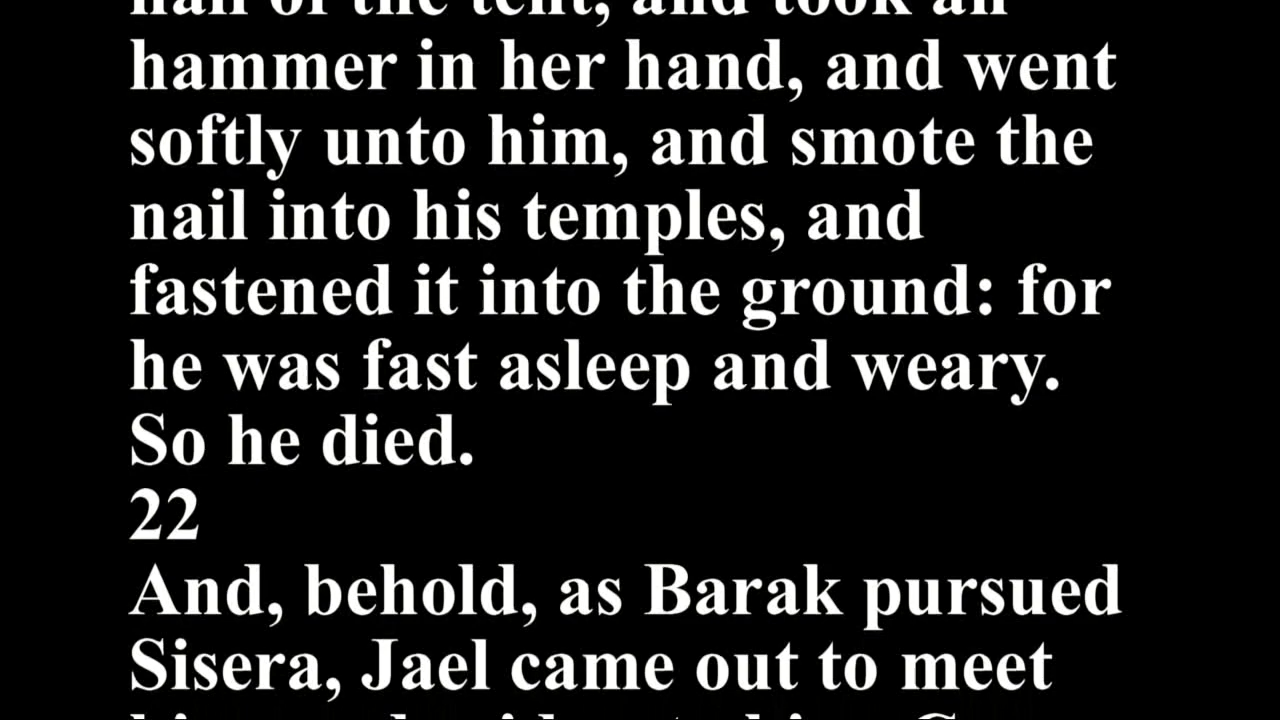 nail of the tent, and took an
hammer in her hand, and went
softly unto him, and smote the
nail into his temples, and
fastened it into the ground: for
he was fast asleep and weary.
So he died.
22
And, behold, as Barak pursued
Sisera, Jael came out to meet